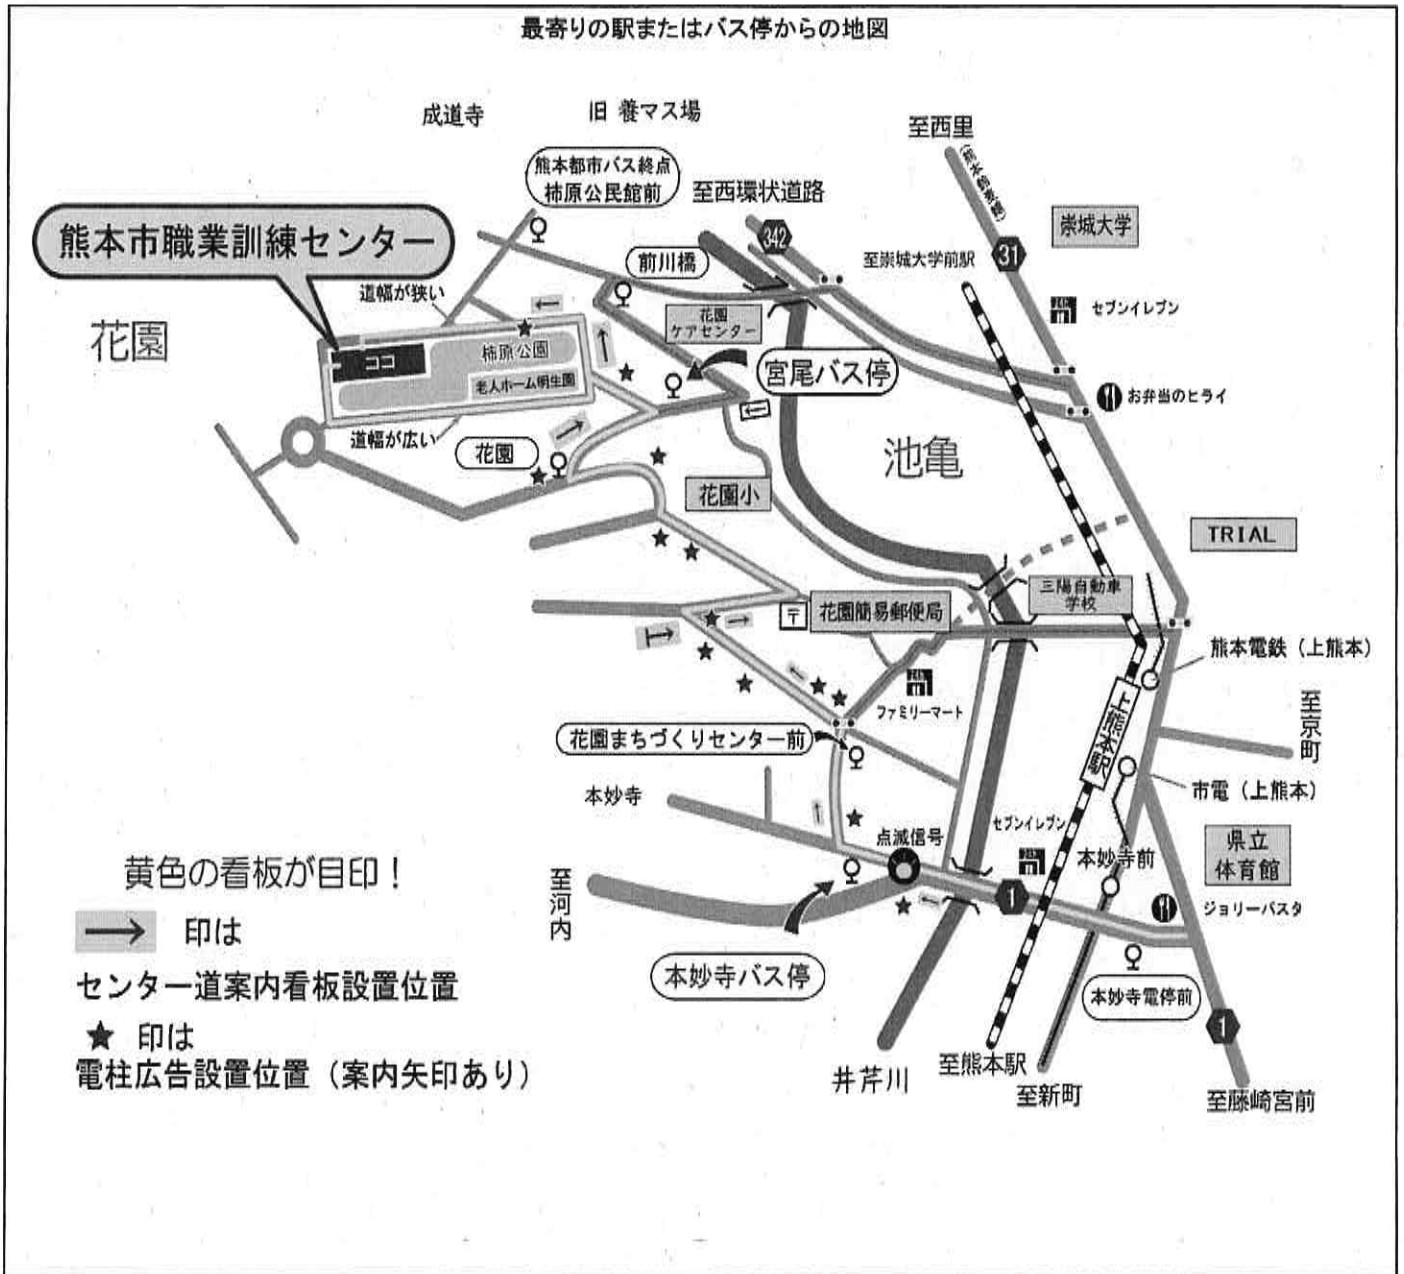 最寄りの駅またはバス停からの地図
成道寺
旧 養マス場
至西里
熊本都市バス終点
柿原公民館前
至西環状道路
342
崇城大学
熊本市職業訓練センター
前川橋
至崇城大学前駅
31
道幅が狭い
花園
ケアセンター
セブンイレブン
花園
ココ
柿原公園
老人ホーム明生園
宮尾バス停
お弁当のヒライ
道幅が広い
花園
池亀
花園小
TRIAL
三陽自動車
学校
〒
花園簡易郵便局
熊本電鉄（上熊本）
ファミリーマート
上熊本駅
至京町
花園まちづくりセンター前
本妙寺
市電（上熊本）
点滅信号
セブンイレブン
本妙寺前
県立
体育館
黄色の看板が目印！
至河内
1
ジョリーパスタ
→ 印は
センター道案内看板設置位置
本妙寺バス停
本妙寺電停前
1
★ 印は
電柱広告設置位置（案内矢印あり）
井芹川
至熊本駅
至新町
至藤崎宮前